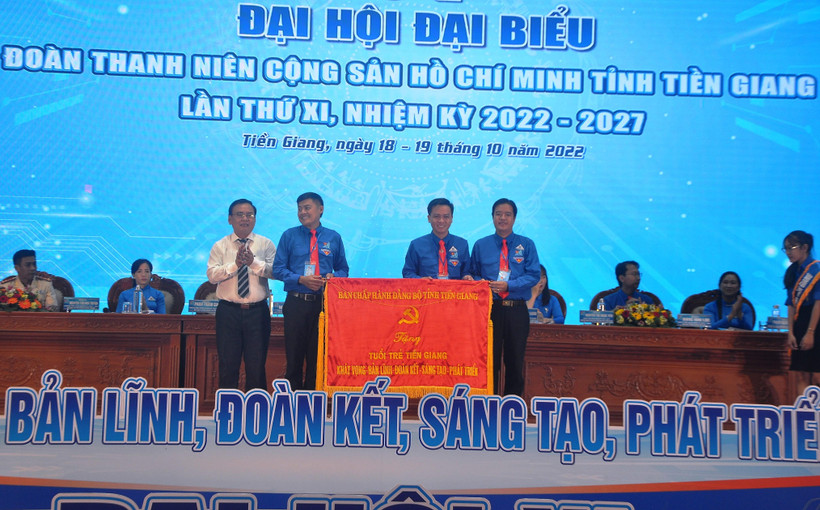 ĐẠI HỘI ĐẠI BIỂU
ĐOÀN THANH NIÊN CỘNG SẢN HỒ CHÍ MINH TỈNH TIỀN GIANG
LẦN THỨ XI, NHIỆM KỲ 2022 - 2027
Tiền Giang, ngày 18 - 19 tháng 10 năm 2022
BAN CHẤP HÀNH ĐẢNG BỘ TỈNH TIỀN GIANG
Tặng
TUỔI TRẺ TIỀN GIANG
KHÁT VỌNG-BẢN LĨNH-ĐOÀN KẾT-SÁNG TẠO-PHÁT TRIỂN
BẢN LĨNH, ĐOÀN KẾT, SÁNG TẠO, PHÁT TRIỂ